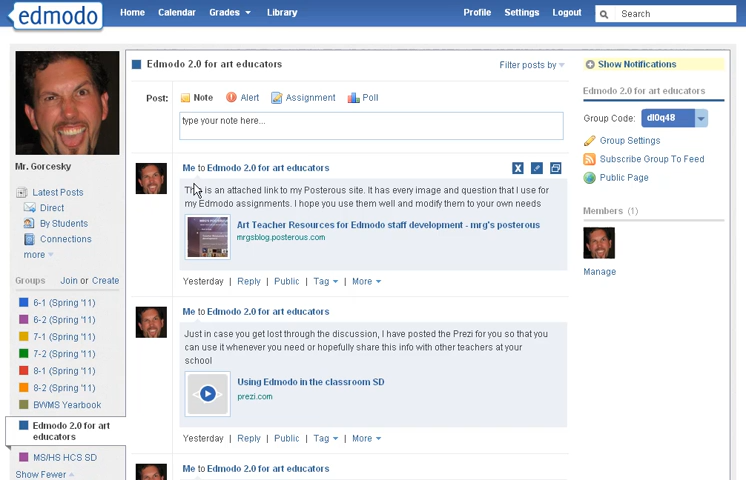 edmodo
Home Calendar Grades Library
Profile Settings Logout Search
Mr. Gorcesky
Latest Posts
Direct
By Students
Connections
more
Groups Join or Create
6-1 (Spring '11)
6-2 (Spring '11)
7-1 (Spring '11)
7-2 (Spring '11)
8-1 (Spring '11)
8-2 (Spring '11)
BWMS Yearbook
Edmodo 2.0 for art
educators
MS/HS HCS SD
Show Fewer
Edmodo 2.0 for art educators Filter posts by
Post: Note Alert Assignment Poll
type your note here...
Me to Edmodo 2.0 for art educators
This is an attached link to my Posterous site. It has every image and question that I use for
my Edmodo assignments. I hope you use them well and modify them to your own needs
Art Teacher Resources for Edmodo staff development - mrg's posterous
mrgsblog.posterous.com
Yesterday | Reply | Public | Tag | More
Me to Edmodo 2.0 for art educators
Just in case you get lost through the discussion, I have posted the Prezi for you so that you
can use it whenever you need or hopefully share this info with other teachers at your
school
Using Edmodo in the classroom SD
prezi.com
Yesterday | Reply | Public | Tag | More
Me to Edmodo 2.0 for art educators
Show Notifications
Edmodo 2.0 for art educators
Group Code: dl0q48
Group Settings
Subscribe Group To Feed
Public Page
Members (1)
Manage